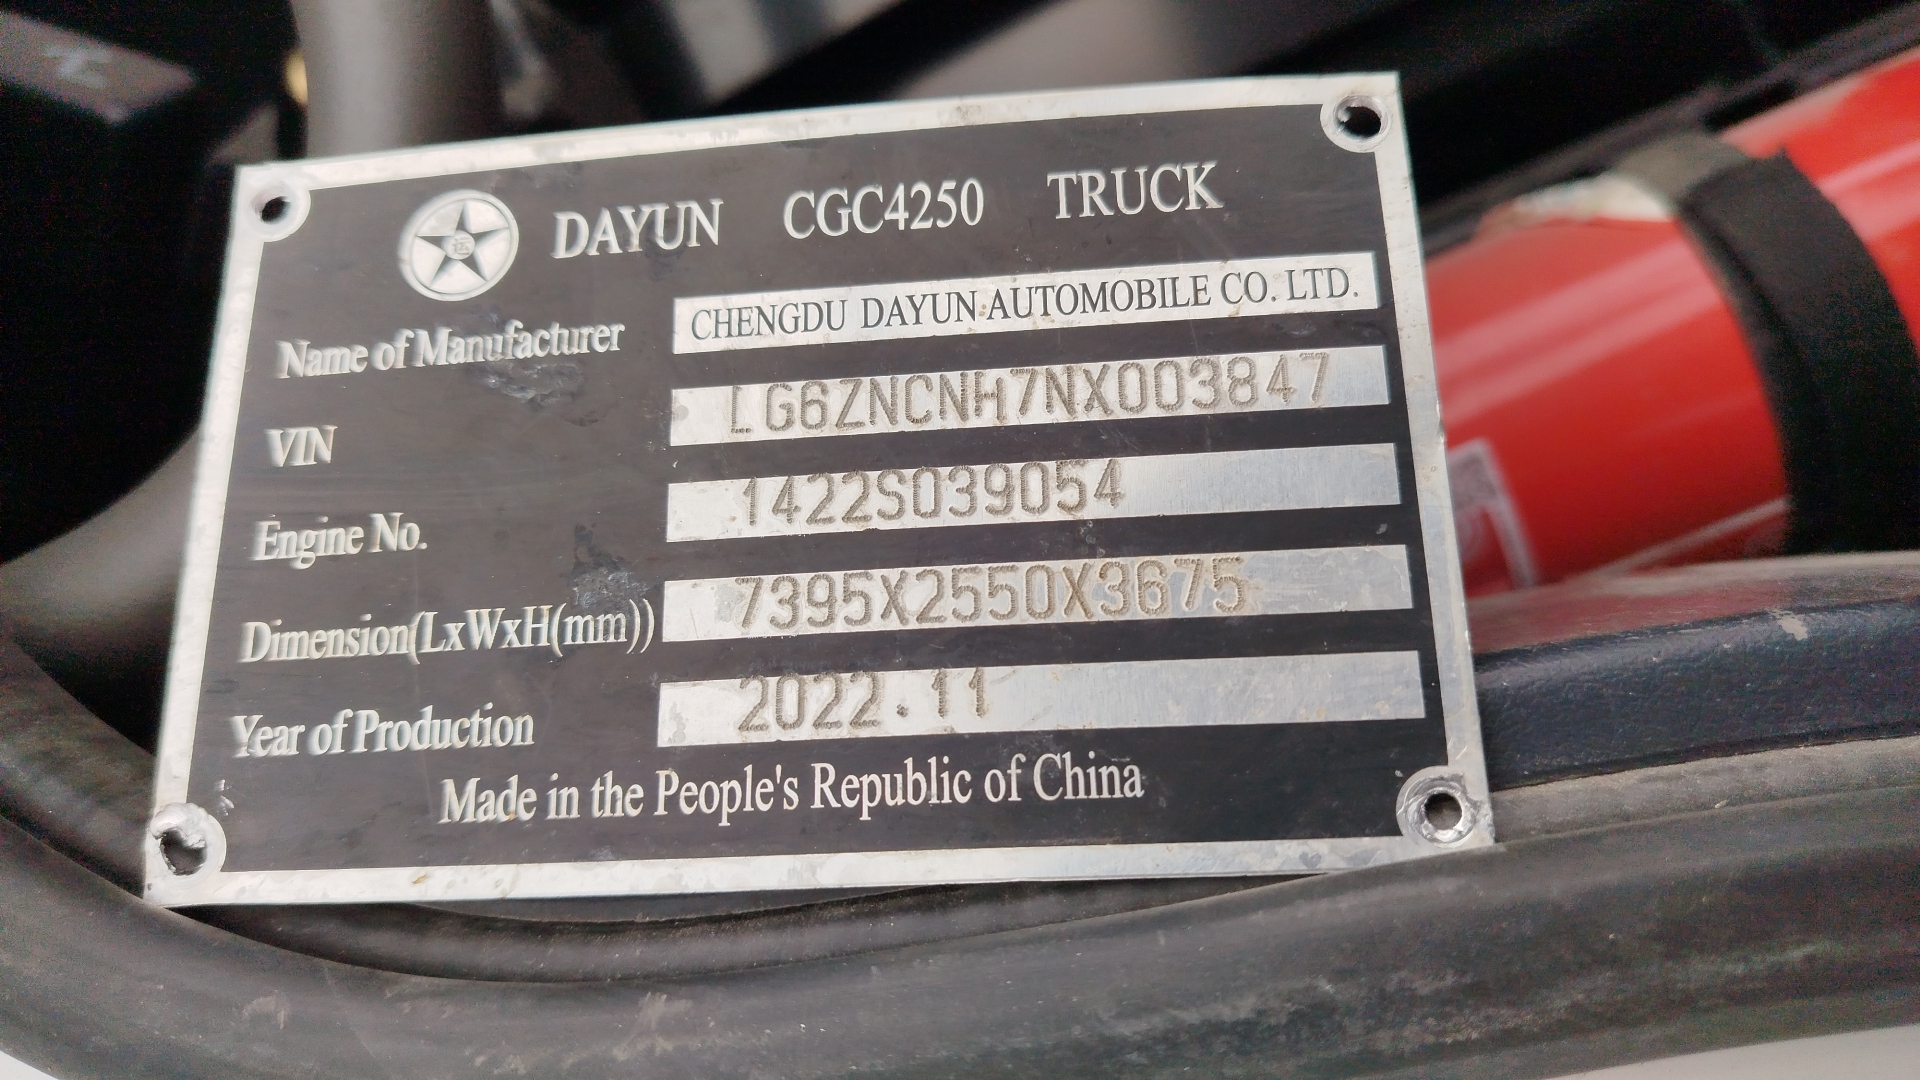 运
DAYUN CGC4250 TRUCK
Name of Manufacturer CHENGDU DAYUN AUTOMOBILE CO. LTD.
VIN LG6ZNCNH7NX003847
Engine No. 1422S039054
Dimension(LxWxH(mm)) 7395X2550X3675
Year of Production 2022.11
Made in the People's Republic of China